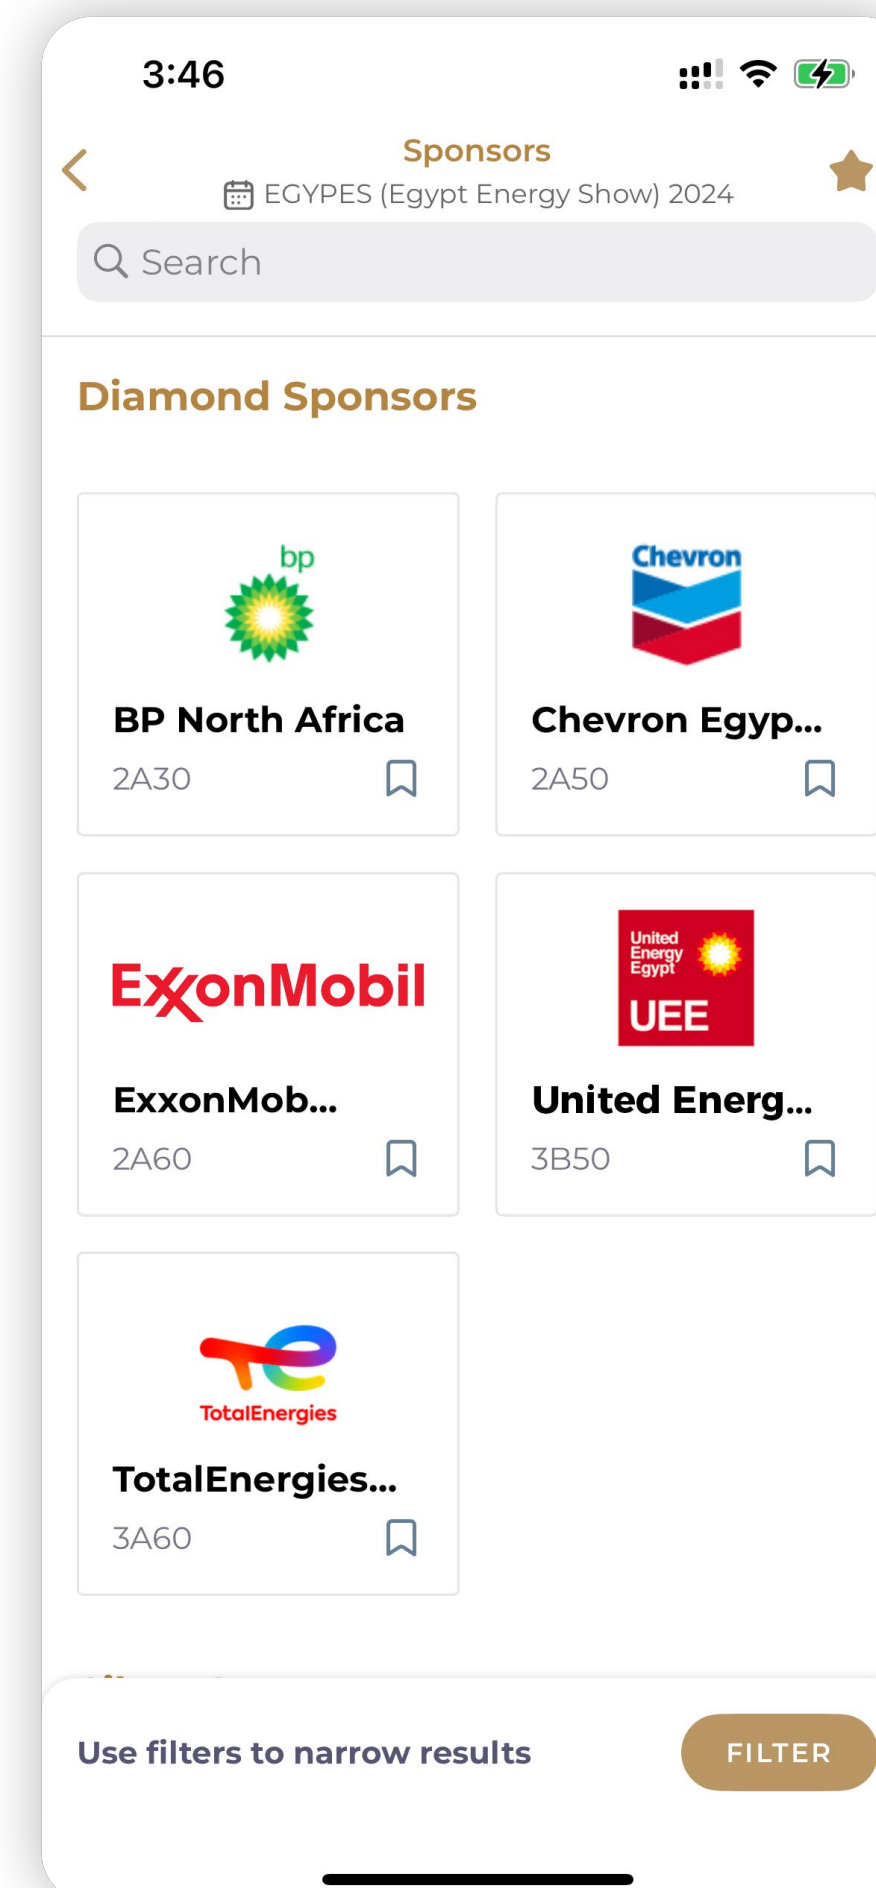 3:46
Sponsors
EGYPES (Egypt Energy Show) 2024
Search
Diamond Sponsors
bp
BP North Africa
2A30
Chevron
Chevron Egyp...
2A50
ExxonMobil
ExxonMob...
2A60
United
Energy
Egypt
UEE
United Energ...
3B50
TotalEnergies
TotalEnergies...
3A60
Use filters to narrow results
FILTER